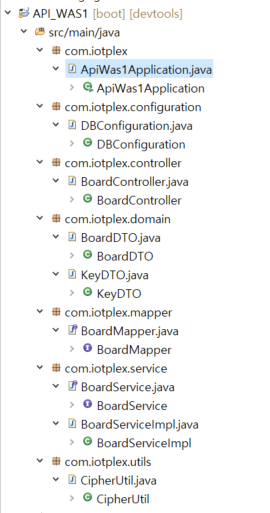 API_WAS1 [boot] [devtools]
src/main/java
com.iotplex
ApiWas1Application.java
ApiWas1Application
com.iotplex.configuration
DBConfiguration.java
DBConfiguration
com.iotplex.controller
BoardController.java
BoardController
com.iotplex.domain
BoardDTO.java
BoardDTO
KeyDTO.java
KeyDTO
com.iotplex.mapper
BoardMapper.java
BoardMapper
com.iotplex.service
BoardService.java
BoardService
BoardServiceImpl.java
BoardServiceImpl
com.iotplex.utils
CipherUtil.java
CipherUtil